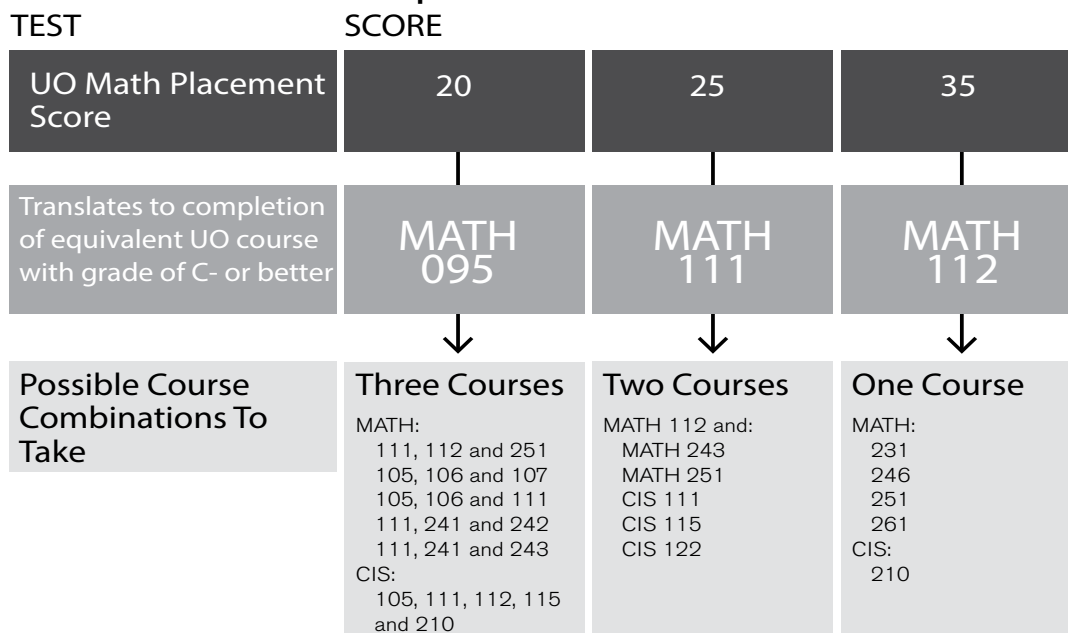 TEST
SCORE
UO Math Placement
Score
20
25
35
Translates to completion
of equivalent UO course
with grade of C- or better
MATH
095
MATH
111
MATH
112
Possible Course
Combinations To
Take
Three Courses
MATH:
111, 112 and 251
105, 106 and 107
105, 106 and 111
111, 241 and 242
111, 241 and 243
CIS:
105, 111, 112, 115
and 210
Two Courses
MATH 112 and:
MATH 243
MATH 251
CIS 111
CIS 115
CIS 122
One Course
MATH:
231
246
251
261
CIS:
210